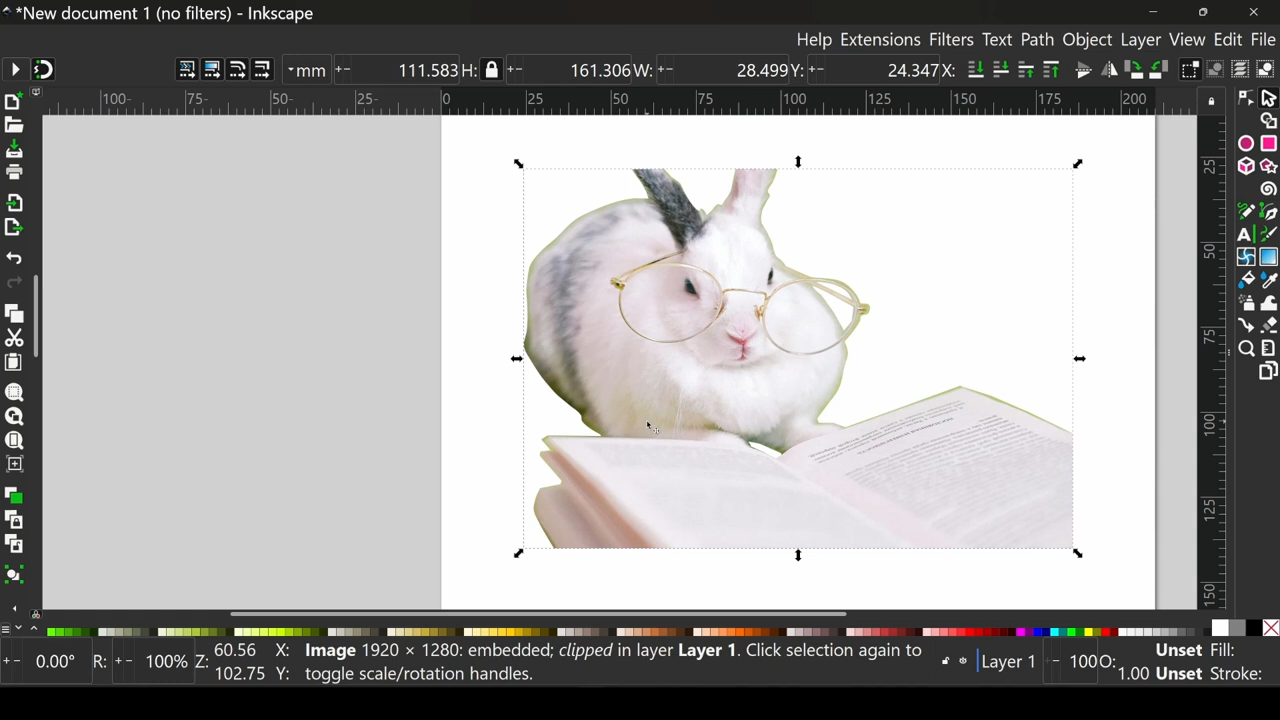 *New document 1 (no filters) - Inkscape
Help Extensions Filters Text Path Object Layer View Edit File
mm 111.583 H: 161.306 W: 28.499 Y: 24.347 X:
100- 75- 50- 25- 0 25 50 75 100 125 150 175 200
25
50
75
100
125
150
0.00° R: 100% Z: 60.56 X: Image 1920 × 1280: embedded; clipped in layer Layer 1. Click selection again to Layer 1 100 O: Unset Fill:
102.75 Y: toggle scale/rotation handles. 1.00 Unset Stroke: